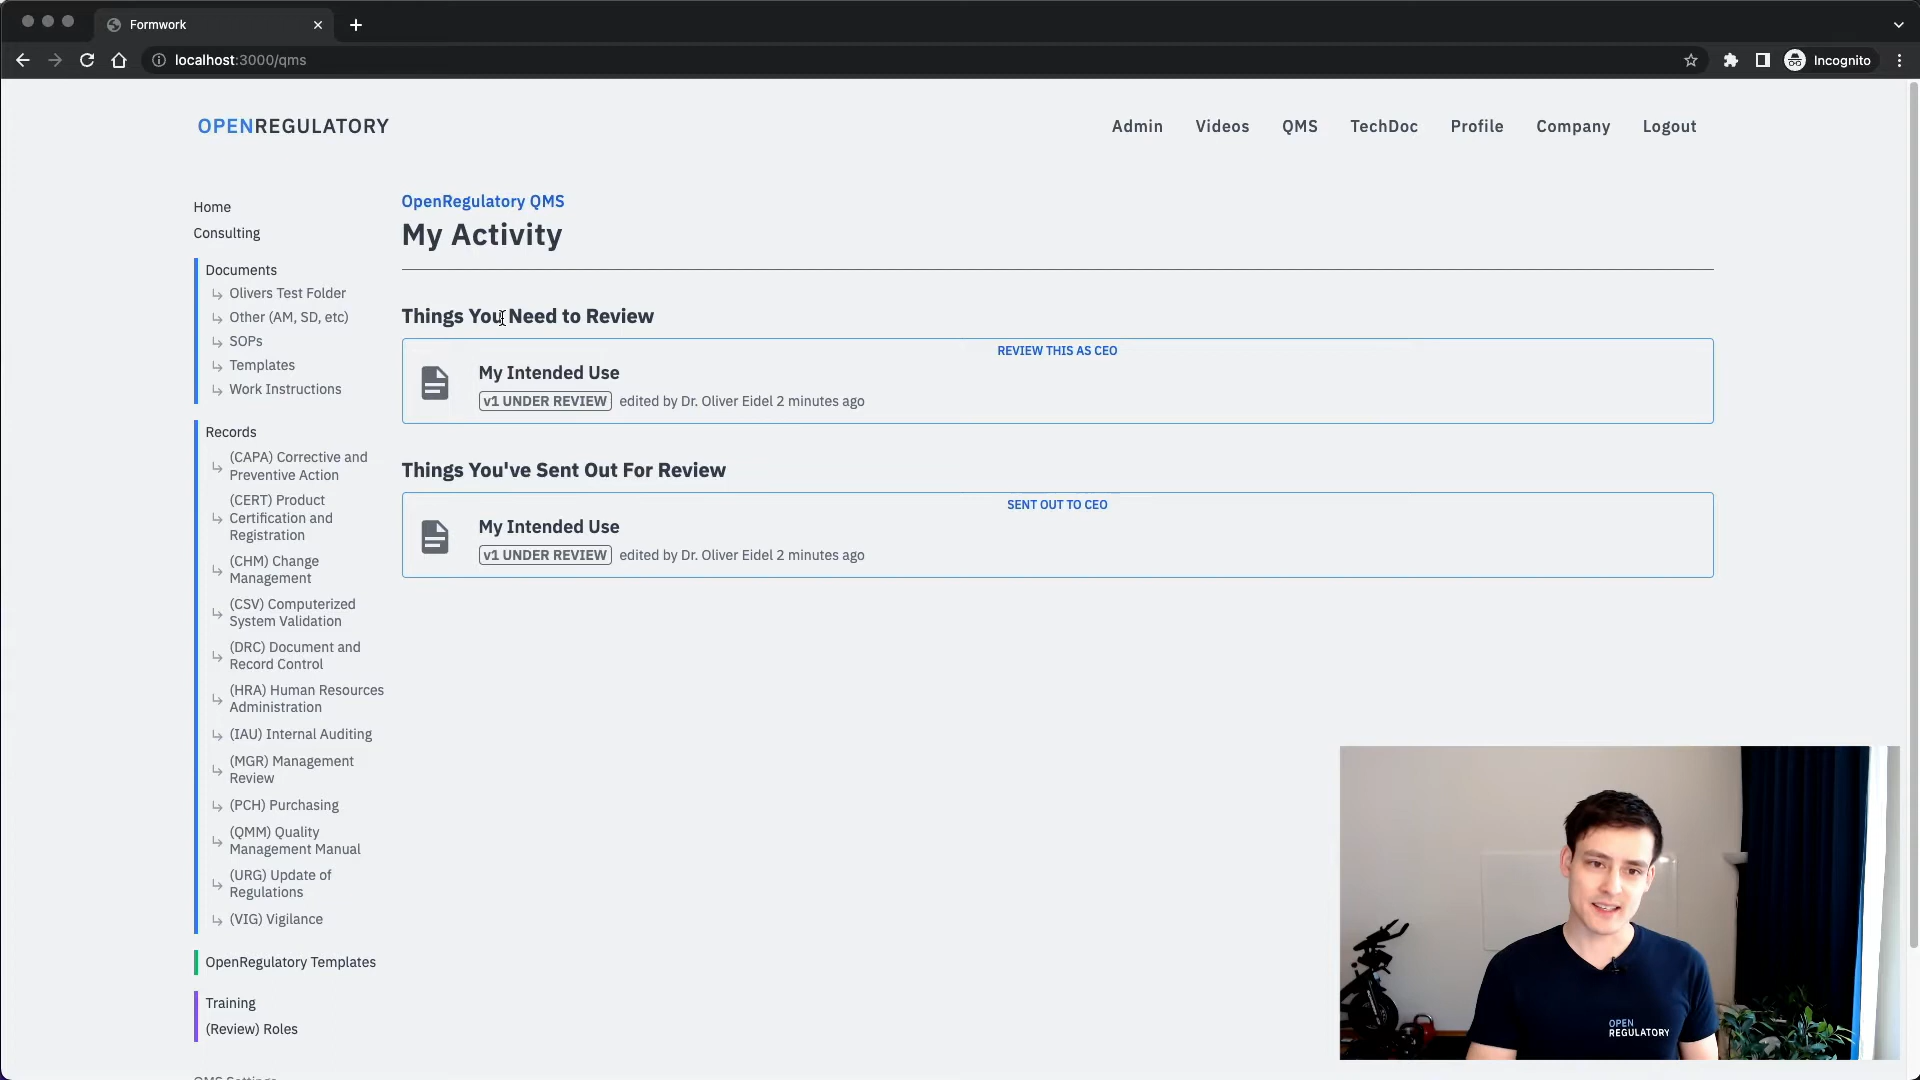 Formwork
localhost:3000/qms
Incognito
OPENREGULATORY
Admin Videos QMS TechDoc Profile Company Logout
Home
Consulting
Documents
Olivers Test Folder
Other (AM, SD, etc)
SOPs
Templates
Work Instructions
Records
(CAPA) Corrective and
Preventive Action
(CERT) Product
Certification and
Registration
(CHM) Change
Management
(CSV) Computerized
System Validation
(DRC) Document and
Record Control
(HRA) Human Resources
Administration
(IAU) Internal Auditing
(MGR) Management
Review
(PCH) Purchasing
(QMM) Quality
Management Manual
(URG) Update of
Regulations
(VIG) Vigilance
OpenRegulatory Templates
Training
(Review) Roles
QMS Settings
OpenRegulatory QMS
My Activity
Things You Need to Review
REVIEW THIS AS CEO
My Intended Use
v1 UNDER REVIEW edited by Dr. Oliver Eidel 2 minutes ago
Things You've Sent Out For Review
SENT OUT TO CEO
My Intended Use
v1 UNDER REVIEW edited by Dr. Oliver Eidel 2 minutes ago
OPEN
REGULATORY